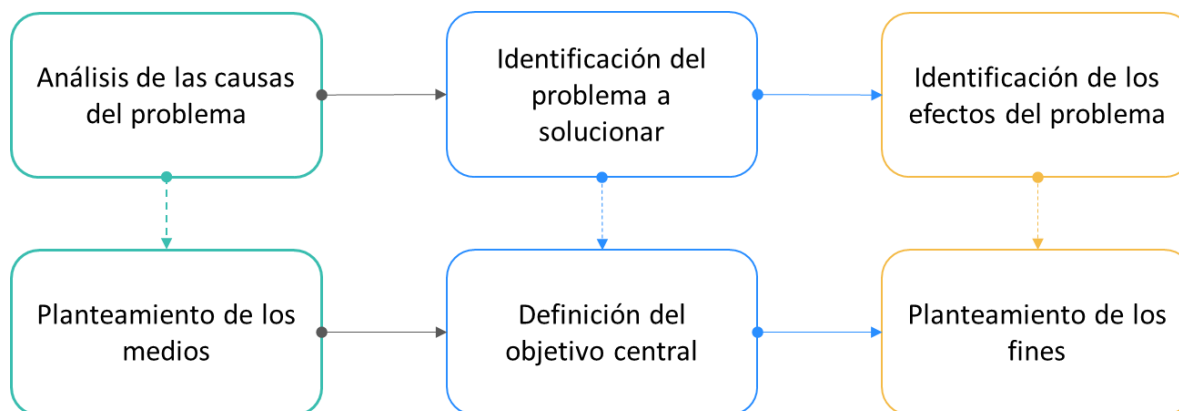 Análisis de las causas
del problema
Identificación del
problema a
solucionar
Identificación de los
efectos del problema
Planteamiento de los
medios
Definición del
objetivo central
Planteamiento de los
fines